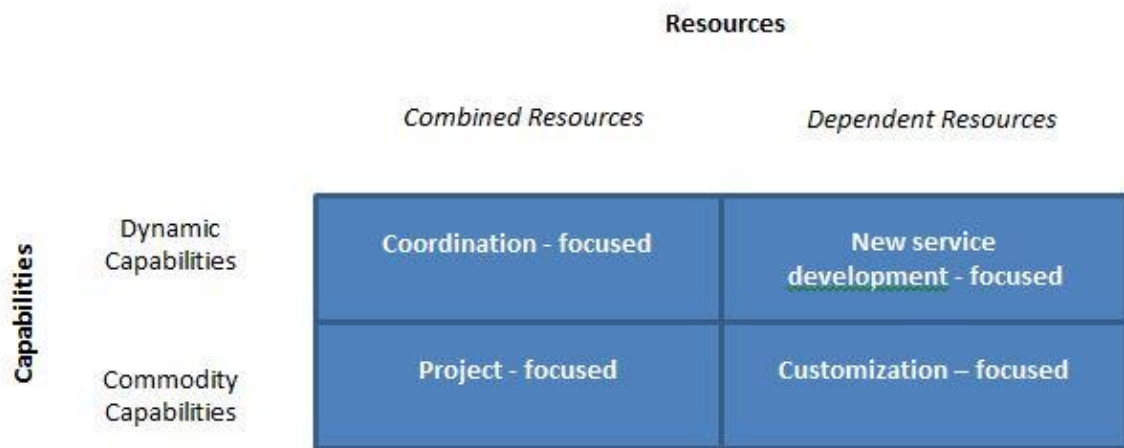 Resources
Combined Resources
Dependent Resources
Capabilities
Dynamic
Capabilities
Coordination - focused
New service
development - focused
Commodity
Capabilities
Project - focused
Customization – focused